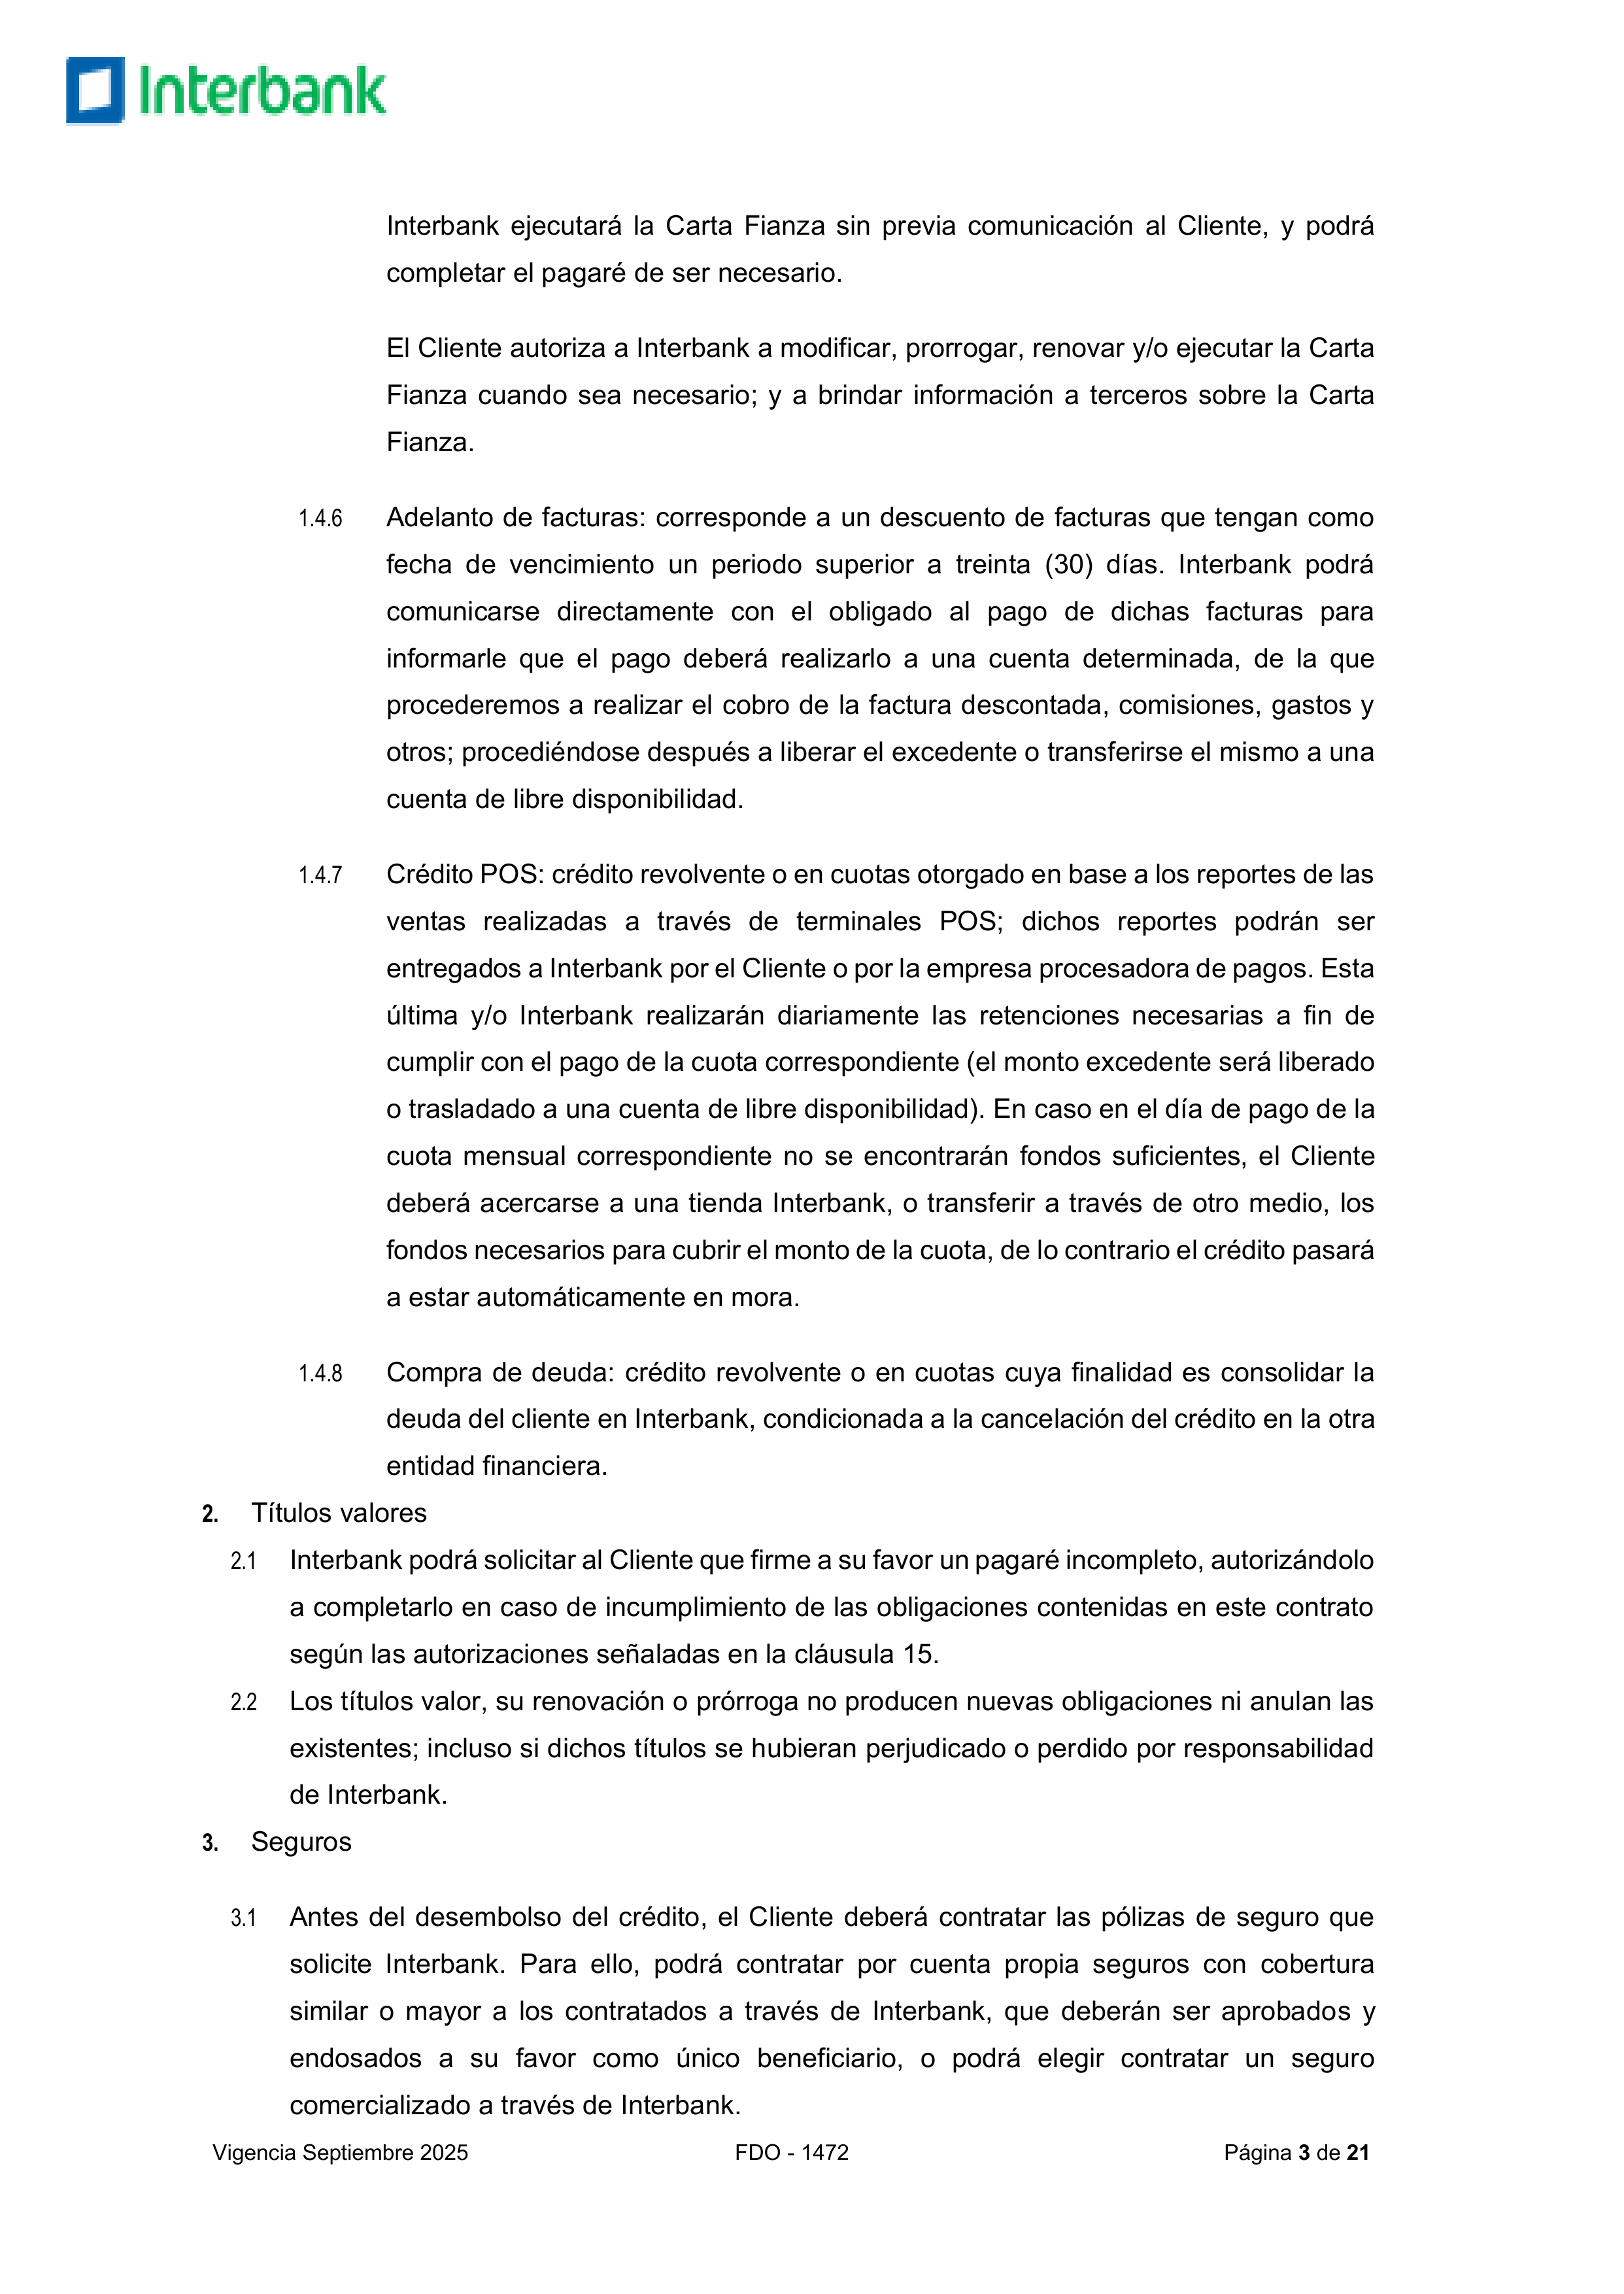 Interbank
Interbank ejecutará la Carta Fianza sin previa comunicación al Cliente, y podrá
completar el pagaré de ser necesario.
El Cliente autoriza a Interbank a modificar, prorrogar, renovar y/o ejecutar la Carta
Fianza cuando sea necesario; y a brindar información a terceros sobre la Carta
Fianza.
1.4.6 Adelanto de facturas: corresponde a un descuento de facturas que tengan como
fecha de vencimiento un periodo superior a treinta (30) días. Interbank podrá
comunicarse directamente con el obligado al pago de dichas facturas para
informarle que el pago deberá realizarlo a una cuenta determinada, de la que
procederemos a realizar el cobro de la factura descontada, comisiones, gastos y
otros; procediéndose después a liberar el excedente o transferirse el mismo a una
cuenta de libre disponibilidad.
1.4.7 Crédito POS: crédito revolvente o en cuotas otorgado en base a los reportes de las
ventas realizadas a través de terminales POS; dichos reportes podrán ser
entregados a Interbank por el Cliente o por la empresa procesadora de pagos. Esta
última y/o Interbank realizarán diariamente las retenciones necesarias a fin de
cumplir con el pago de la cuota correspondiente (el monto excedente será liberado
o trasladado a una cuenta de libre disponibilidad). En caso en el día de pago de la
cuota mensual correspondiente no se encontrarán fondos suficientes, el Cliente
deberá acercarse a una tienda Interbank, o transferir a través de otro medio, los
fondos necesarios para cubrir el monto de la cuota, de lo contrario el crédito pasará
a estar automáticamente en mora.
1.4.8 Compra de deuda: crédito revolvente o en cuotas cuya finalidad es consolidar la
deuda del cliente en Interbank, condicionada a la cancelación del crédito en la otra
entidad financiera.
2. Títulos valores
2.1 Interbank podrá solicitar al Cliente que firme a su favor un pagaré incompleto, autorizándolo
a completarlo en caso de incumplimiento de las obligaciones contenidas en este contrato
según las autorizaciones señaladas en la cláusula 15.
2.2 Los títulos valor, su renovación o prórroga no producen nuevas obligaciones ni anulan las
existentes; incluso si dichos títulos se hubieran perjudicado o perdido por responsabilidad
de Interbank.
3. Seguros
3.1 Antes del desembolso del crédito, el Cliente deberá contratar las pólizas de seguro que
solicite Interbank. Para ello, podrá contratar por cuenta propia seguros con cobertura
similar o mayor a los contratados a través de Interbank, que deberán ser aprobados y
endosados a su favor como único beneficiario, o podrá elegir contratar un seguro
comercializado a través de Interbank.
Vigencia Septiembre 2025 FDO - 1472 Página 3 de 21